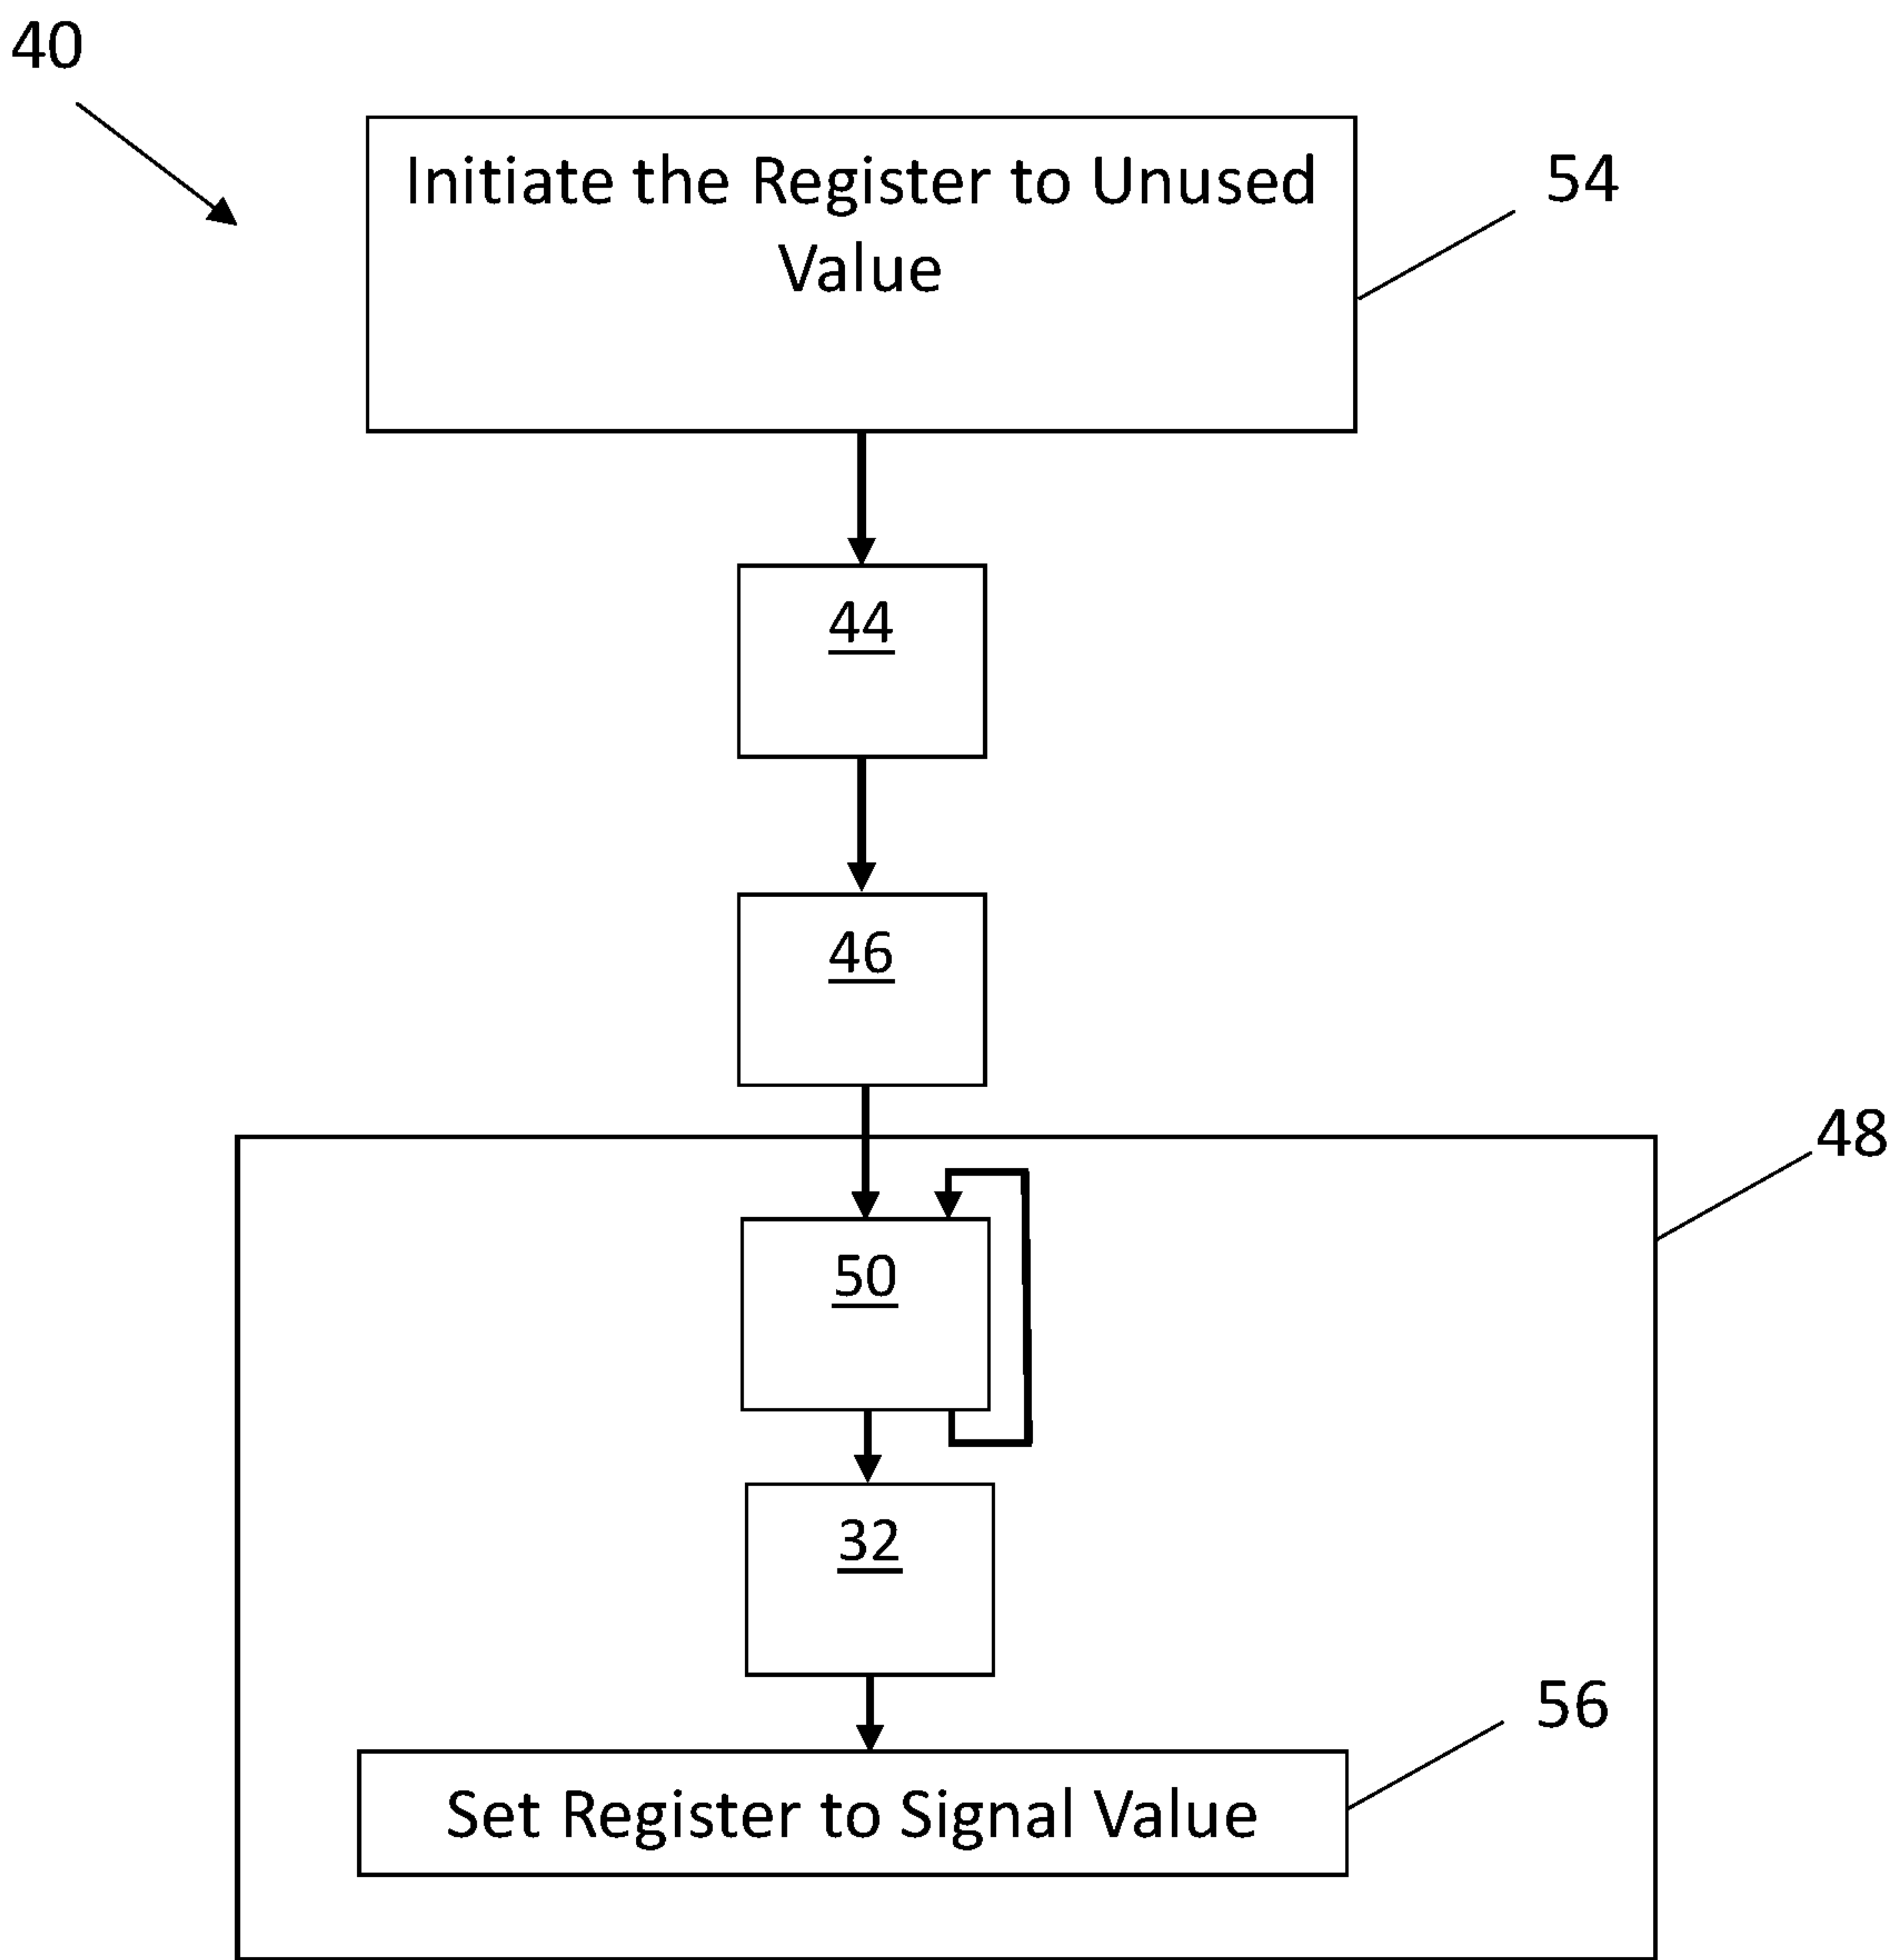 40
Initiate the Register to Unused
Value
54
44
46
48
50
32
56
Set Register to Signal Value